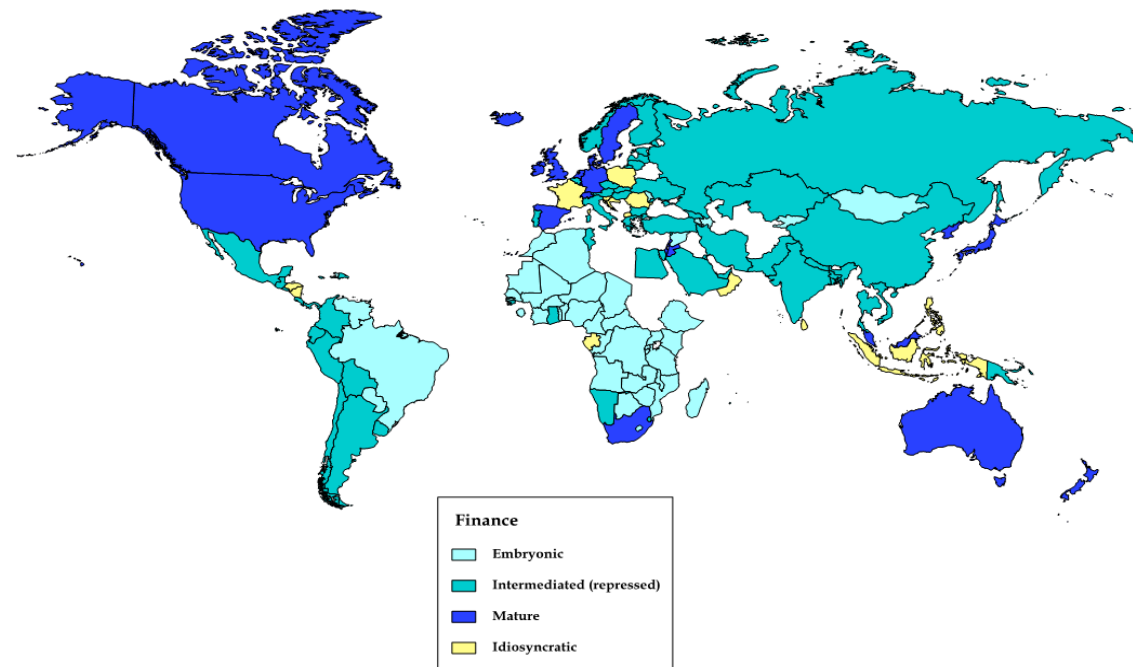 Finance
Embryonic
Intermediated (repressed)
Mature
Idiosyncratic